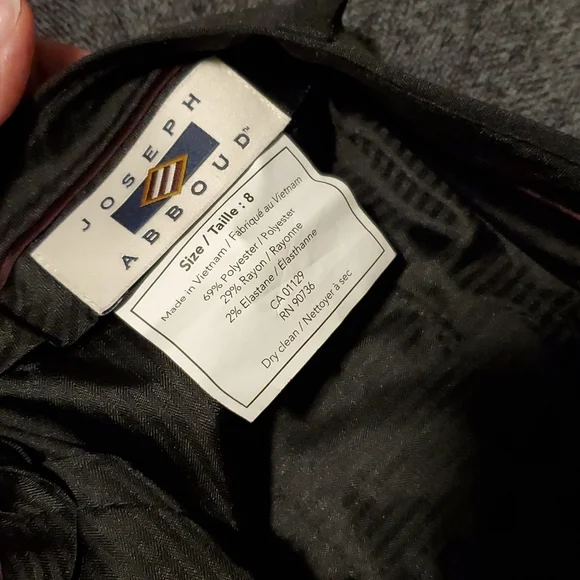 JOSEPH
ABBOUD™
Size / Taille : 8
Made in Vietnam / Fabriqué au Vietnam
69% Polyester / Polyester
29% Rayon / Rayonne
2% Elastane / Élasthanne
CA 01129
RN 90736
Dry clean / Nettoyer à sec